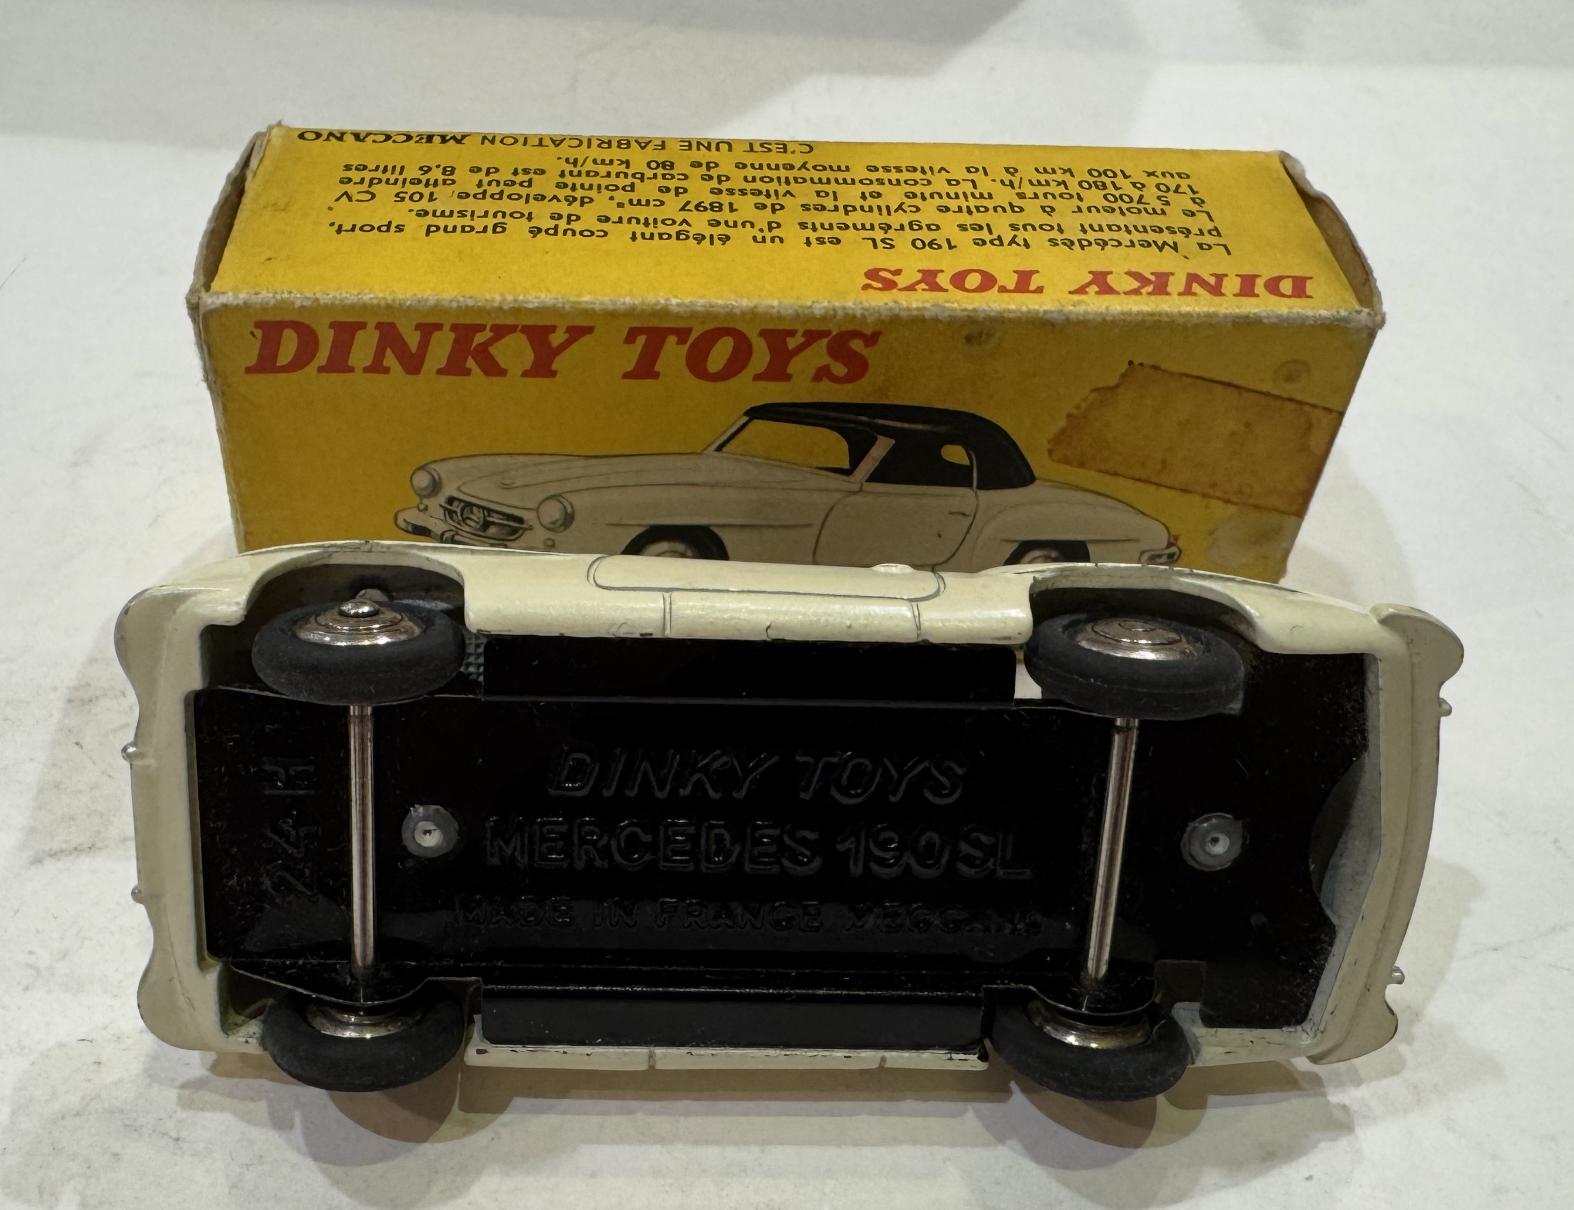 DINKY TOYS
La Mercédès type 190 SL est un élégant coupé grand sport,
présentant tous les agréments d'une voiture de tourisme.
Le moteur à quatre cylindres de 1897 cm³, développe 105 CV
à 5 700 tours minute et la vitesse de pointe peut atteindre
170 à 180 km/h. La consommation de carburant est de 8,6 litres
aux 100 km à la vitesse moyenne de 80 km/h.
C'EST UNE FABRICATION MECCANO
DINKY TOYS
24 H
DINKY TOYS
MERCEDES 190 SL
MADE IN FRANCE MECCANO